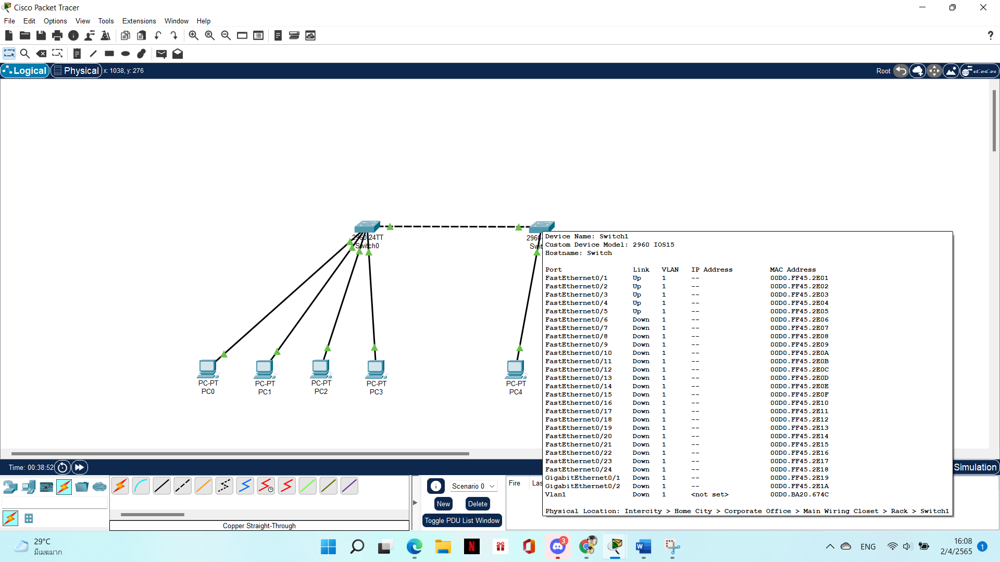 Cisco Packet Tracer
File Edit Options View Tools Extensions Window Help
?
Logical Physical x: 1038, y: 276 Root
2960-24TT
Switch0
2960-
Swit
PC-PT
PC0
PC-PT
PC1
PC-PT
PC2
PC-PT
PC3
PC-PT
PC4
Device Name: Switch1
Custom Device Model: 2960 IOS15
Hostname: Switch
Port Link VLAN IP Address MAC Address
FastEthernet0/1 Up 1 -- 00D0.FF45.2E01
FastEthernet0/2 Up 1 -- 00D0.FF45.2E02
FastEthernet0/3 Up 1 -- 00D0.FF45.2E03
FastEthernet0/4 Up 1 -- 00D0.FF45.2E04
FastEthernet0/5 Up 1 -- 00D0.FF45.2E05
FastEthernet0/6 Down 1 -- 00D0.FF45.2E06
FastEthernet0/7 Down 1 -- 00D0.FF45.2E07
FastEthernet0/8 Down 1 -- 00D0.FF45.2E08
FastEthernet0/9 Down 1 -- 00D0.FF45.2E09
FastEthernet0/10 Down 1 -- 00D0.FF45.2E0A
FastEthernet0/11 Down 1 -- 00D0.FF45.2E0B
FastEthernet0/12 Down 1 -- 00D0.FF45.2E0C
FastEthernet0/13 Down 1 -- 00D0.FF45.2E0D
FastEthernet0/14 Down 1 -- 00D0.FF45.2E0E
FastEthernet0/15 Down 1 -- 00D0.FF45.2E0F
FastEthernet0/16 Down 1 -- 00D0.FF45.2E10
FastEthernet0/17 Down 1 -- 00D0.FF45.2E11
FastEthernet0/18 Down 1 -- 00D0.FF45.2E12
FastEthernet0/19 Down 1 -- 00D0.FF45.2E13
FastEthernet0/20 Down 1 -- 00D0.FF45.2E14
FastEthernet0/21 Down 1 -- 00D0.FF45.2E15
FastEthernet0/22 Down 1 -- 00D0.FF45.2E16
FastEthernet0/23 Down 1 -- 00D0.FF45.2E17
FastEthernet0/24 Down 1 -- 00D0.FF45.2E18
GigabitEthernet0/1 Down 1 -- 00D0.FF45.2E19
GigabitEthernet0/2 Down 1 -- 00D0.FF45.2E1A
Vlan1 Down 1 <not set> 00D0.BA20.674C
Physical Location: Intercity > Home City > Corporate Office > Main Wiring Closet > Rack > Switch1
Time: 00:38:52 Simulation
Scenario 0
New Delete
Toggle PDU List Window
Fire Las
Copper Straight-Through
29°C
มีเมฆมาก
3
ENG
16:08
2/4/2565
1